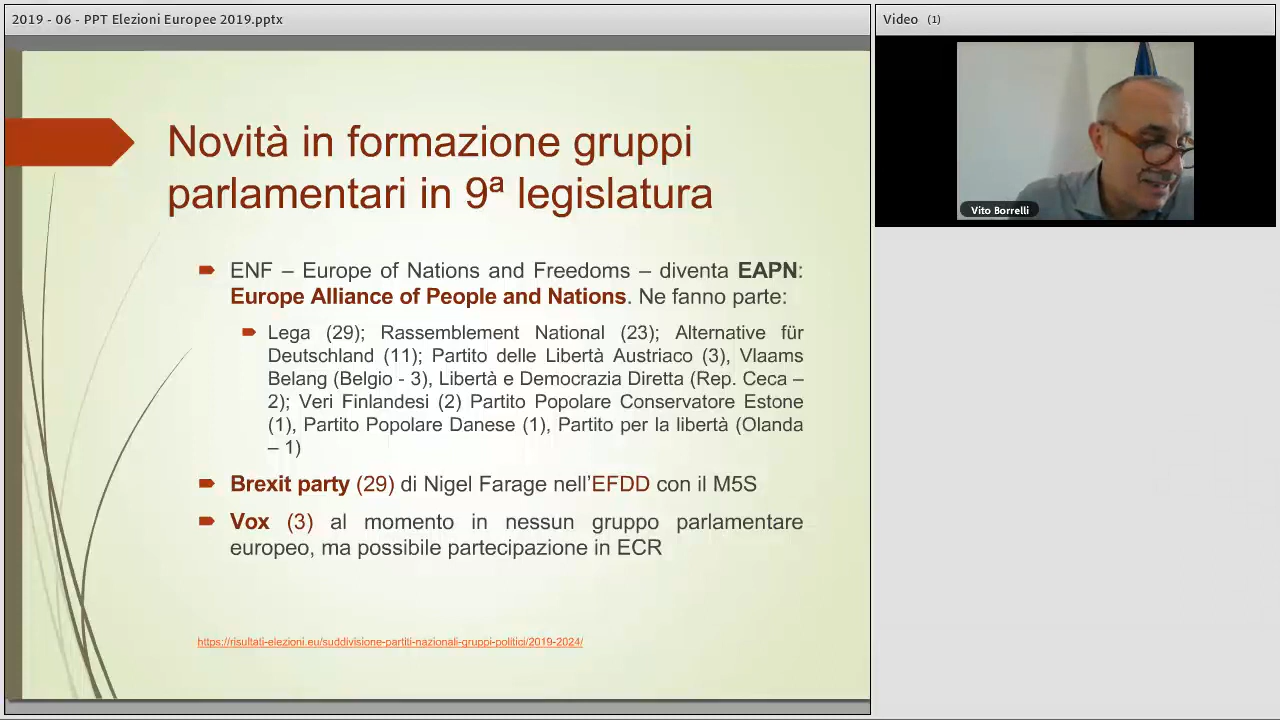 2019 - 06 - PPT Elezioni Europee 2019.pptx
Video (1)
Vito Borrelli
Novità in formazione gruppi
parlamentari in 9ª legislatura
ENF – Europe of Nations and Freedoms – diventa EAPN:
Europe Alliance of People and Nations. Ne fanno parte:
Lega (29); Rassemblement National (23); Alternative für
Deutschland (11); Partito delle Libertà Austriaco (3), Vlaams
Belang (Belgio - 3), Libertà e Democrazia Diretta (Rep. Ceca –
2); Veri Finlandesi (2) Partito Popolare Conservatore Estone
(1), Partito Popolare Danese (1), Partito per la libertà (Olanda
– 1)
Brexit party (29) di Nigel Farage nell’EFDD con il M5S
Vox (3) al momento in nessun gruppo parlamentare
europeo, ma possibile partecipazione in ECR
https://risultati-elezioni.eu/suddivisione-partiti-nazionali-gruppi-politici/2019-2024/